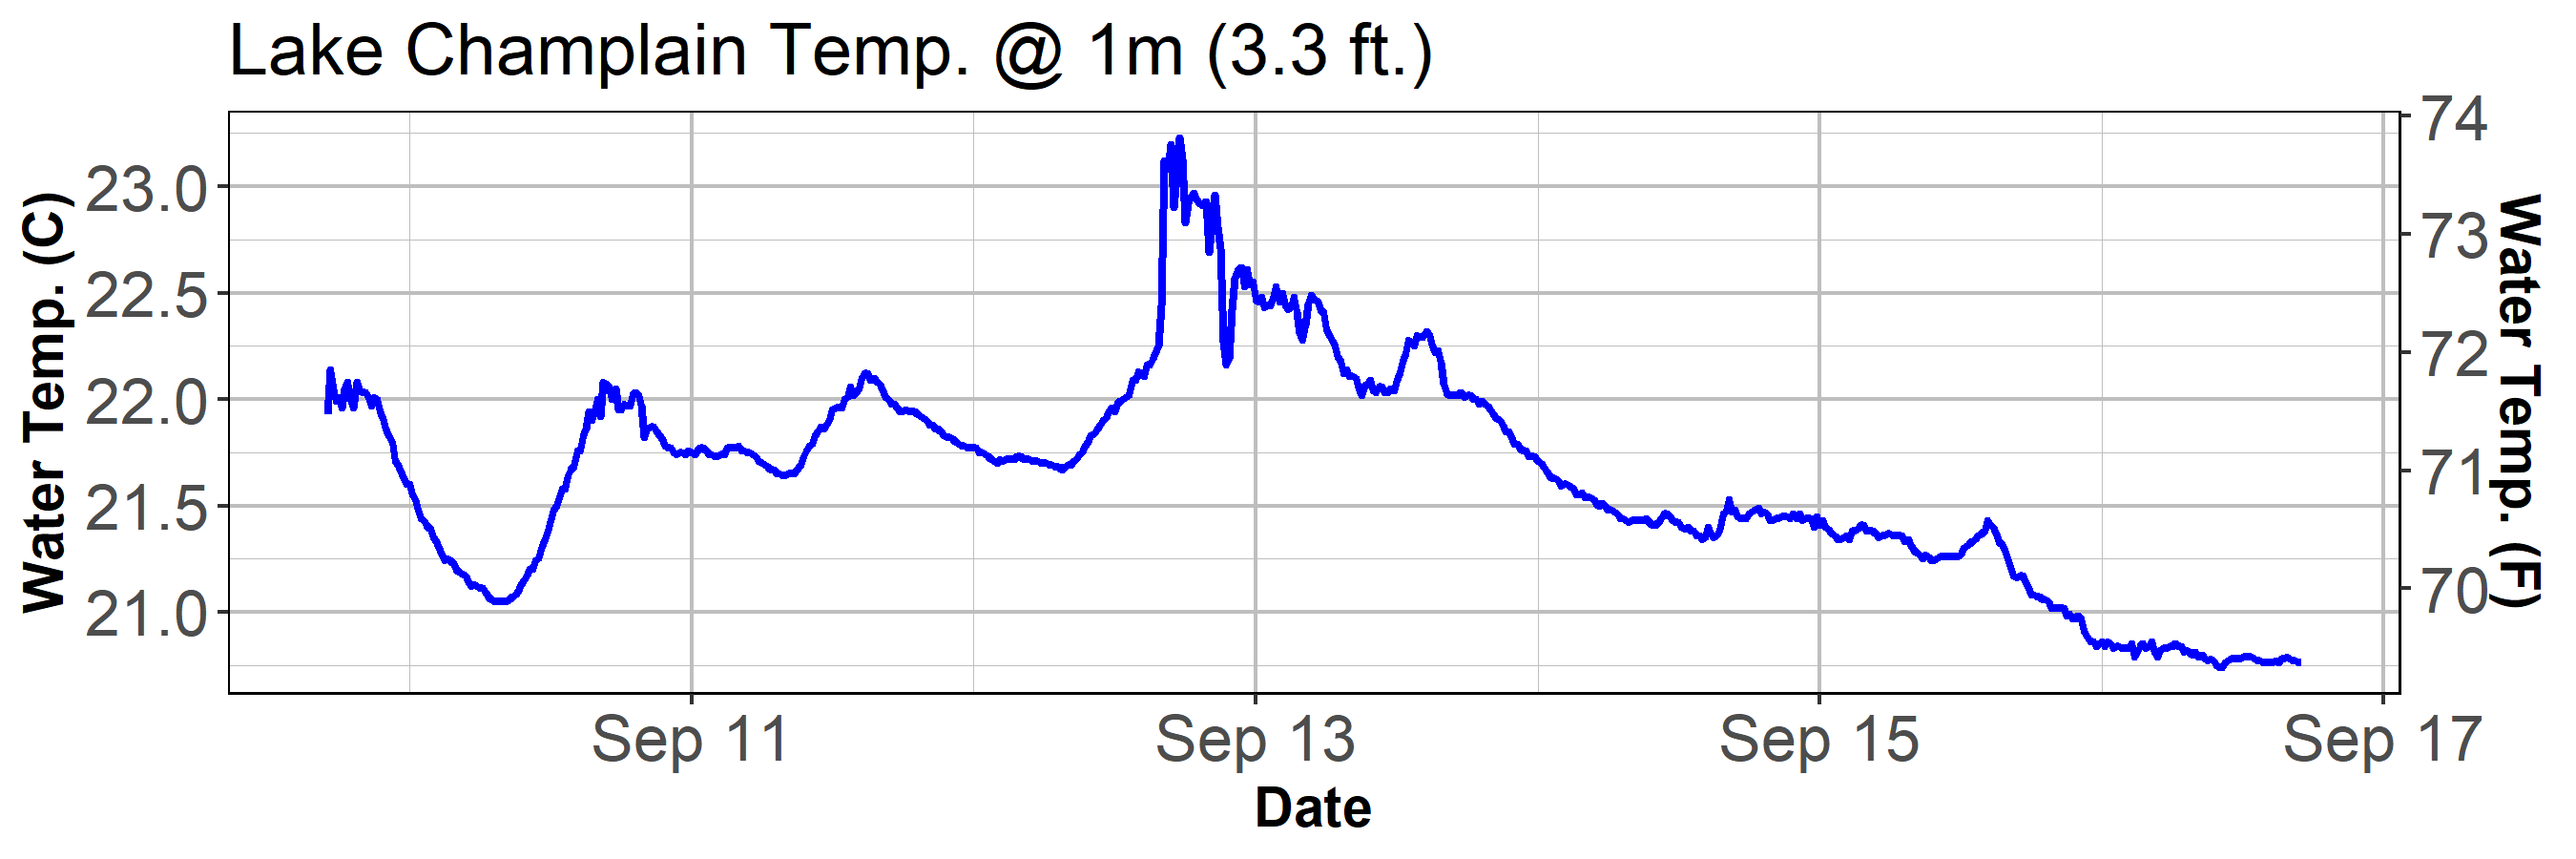 Lake Champlain Temp. @ 1m (3.3 ft.)
Water Temp. (C)
23.0
22.5
22.0
21.5
21.0
74
73
72
71
70
Water Temp. (F)
Sep 11
Sep 13
Sep 15
Sep 17
Date